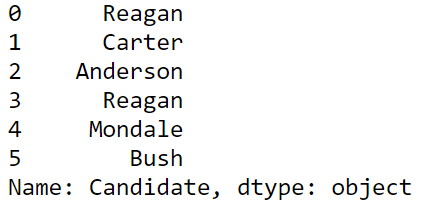 0 Reagan
1 Carter
2 Anderson
3 Reagan
4 Mondale
5 Bush
Name: Candidate, dtype: object